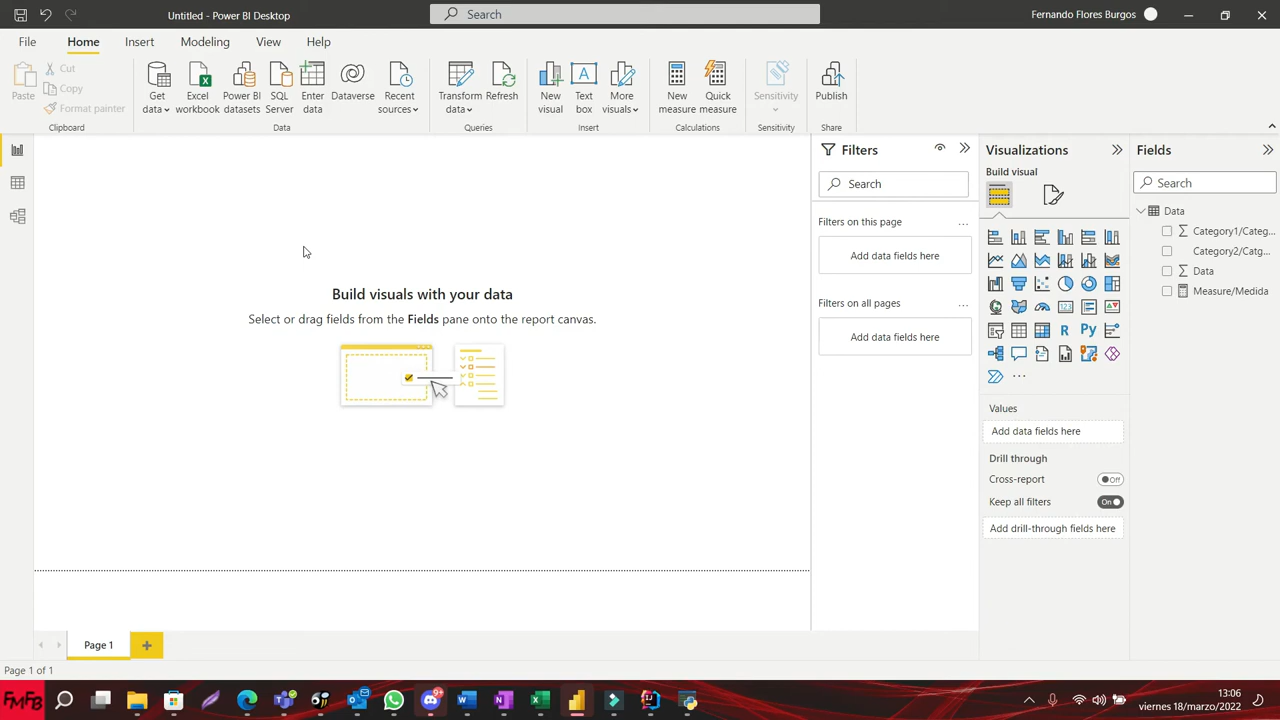 Untitled - Power BI Desktop
Search
Fernando Flores Burgos
File Home Insert Modeling View Help
Paste
Cut
Copy
Format painter
Clipboard
Get data
Excel workbook
Power BI datasets
SQL Server
Enter data
Dataverse
Recent sources
Data
Transform data
Refresh
Queries
New visual
Text box
More visuals
Insert
New measure
Quick measure
Calculations
Sensitivity
Sensitivity
Publish
Share
Build visuals with your data
Select or drag fields from the Fields pane onto the report canvas.
Filters
Search
Filters on this page
...
Add data fields here
Filters on all pages
...
Add data fields here
Visualizations
Build visual
123
R
Py
...
Values
Add data fields here
Drill through
Cross-report
Off
Keep all filters
On
Add drill-through fields here
Fields
Search
Data
Category1/Categ...
Category2/Catg...
Data
Measure/Medida
Page 1
Page 1 of 1
FMFB
9+
13:06
viernes 18/marzo/2022